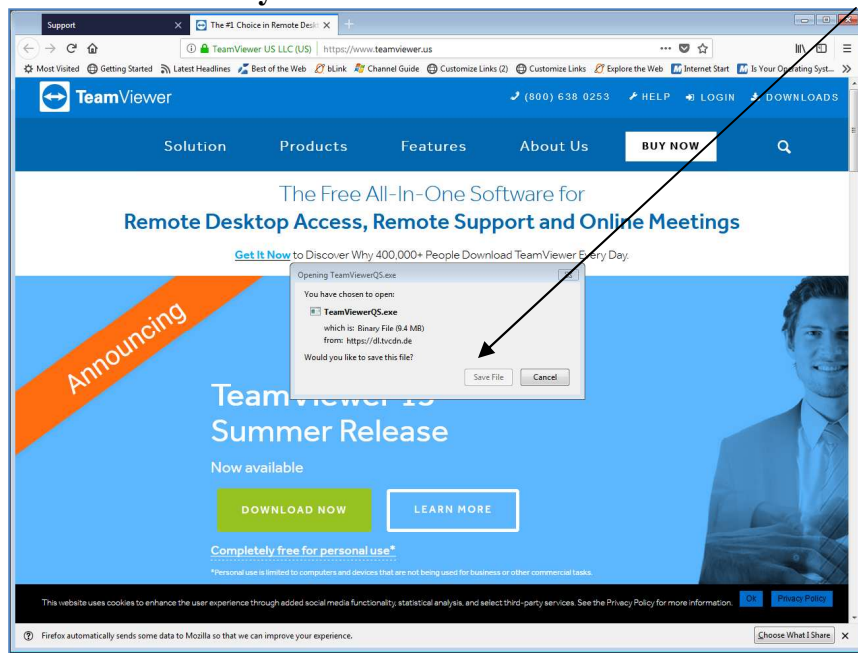 Support
The #1 Choice in Remote Desk
TeamViewer US LLC (US) https://www.teamviewer.us
Most Visited Getting Started Latest Headlines Best of the Web bLink Channel Guide Customize Links (2) Customize Links Explore the Web Internet Start Is Your Operating Syst...
TeamViewer (800) 638 0253 HELP LOGIN DOWNLOADS
Solution Products Features About Us BUY NOW
The Free All-In-One Software for
Remote Desktop Access, Remote Support and Online Meetings
Get It Now to Discover Why 400,000+ People Download TeamViewer Every Day.
Opening TeamViewerQS.exe
You have chosen to open:
TeamViewerQS.exe
which is: Binary File (9.4 MB)
from: https://dl.tvcdn.de
Would you like to save this file?
Save File Cancel
Announcing
Summer Release
Now available
DOWNLOAD NOW LEARN MORE
Completely free for personal use*
*Personal use is limited to computers and devices that are not being used for business or other commercial tasks.
This website uses cookies to enhance the user experience through added social media functionality, statistical analysis, and select third-party services. See the Privacy Policy for more information. OK Privacy Policy
Firefox automatically sends some data to Mozilla so that we can improve your experience. Choose What I Share